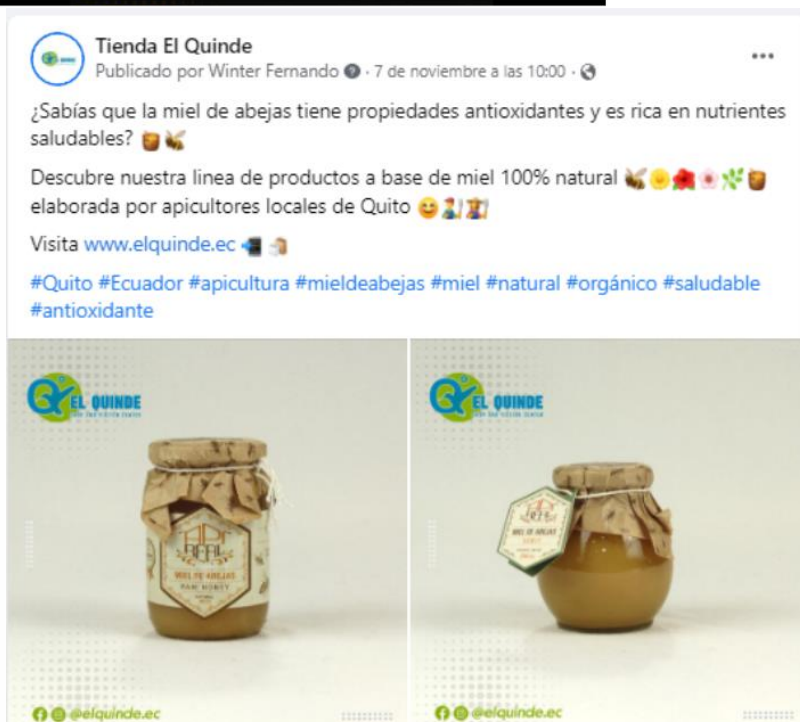 Tienda El Quinde
Publicado por Winter Fernando · 7 de noviembre a las 10:00 ·
¿Sabías que la miel de abejas tiene propiedades antioxidantes y es rica en nutrientes
saludables? 🍯🐝
Descubre nuestra linea de productos a base de miel 100% natural 🐝🌼🌺🌸🌿🍯
elaborada por apicultores locales de Quito 😊👨‍🌾👩‍🌾
Visita www.elquinde.ec 📲
#Quito #Ecuador #apicultura #mieldeabejas #miel #natural #orgánico #saludable
#antioxidante
EL QUINDE
EL QUINDE
REAL
MIEL DE ABEJAS
RAW HONEY
MIEL DE ABEJAS
@elquinde.ec
@elquinde.ec